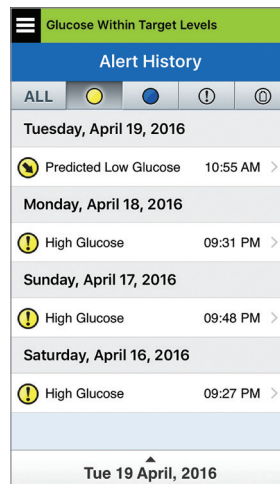 Glucose Within Target Levels
Alert History
ALL
Tuesday, April 19, 2016
Predicted Low Glucose 10:55 AM
Monday, April 18, 2016
High Glucose 09:31 PM
Sunday, April 17, 2016
High Glucose 09:48 PM
Saturday, April 16, 2016
High Glucose 09:27 PM
Tue 19 April, 2016